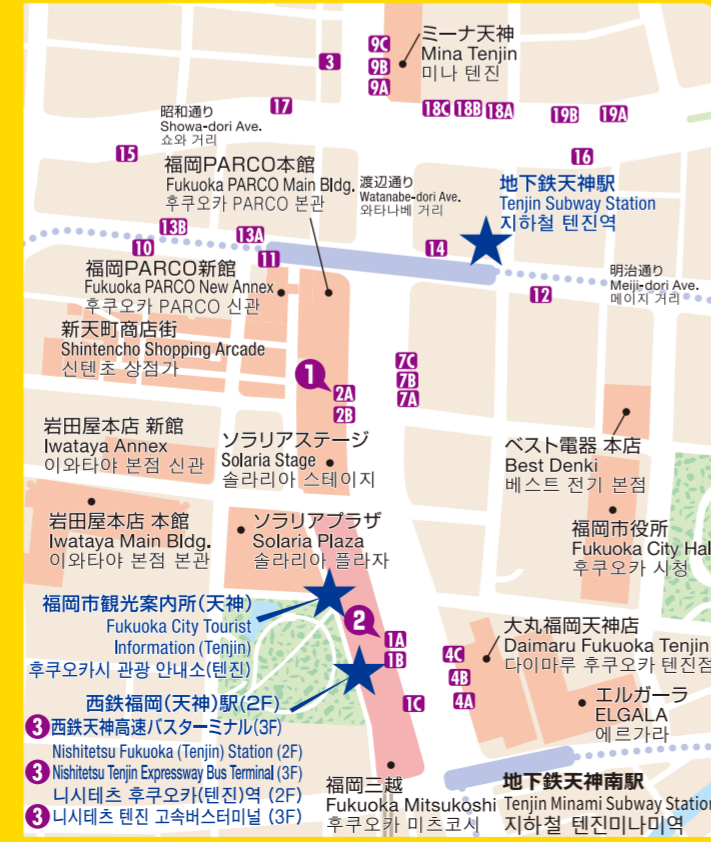 ミーナ天神
Mina Tenjin
미나 텐진
9C
9B
9A
3
17
18C 18B 18A
19B
19A
昭和通り
Showa-dori Ave.
쇼와 거리
15
16
福岡PARCO本館
Fukuoka PARCO Main Bldg.
후쿠오카 PARCO 본관
渡辺通り
Watanabe-dori Ave.
와타나베 거리
地下鉄天神駅
Tenjin Subway Station
지하철 텐진역
13B
13A
10
11
14
12
明治通り
Meiji-dori Ave.
메이지 거리
福岡PARCO新館
Fukuoka PARCO New Annex
후쿠오카 PARCO 신관
新天町商店街
Shintencho Shopping Arcade
신텐초 상점가
1
2A
2B
7C
7B
7A
岩田屋本店 新館
Iwataya Annex
이와타야 본점 신관
ソラリアステージ
Solaria Stage
솔라리아 스테이지
ベスト電器 本店
Best Denki
베스트 전기 본점
岩田屋本店 本館
Iwataya Main Bldg.
이와타야 본점 본관
ソラリアプラザ
Solaria Plaza
솔라리아 플라자
福岡市役所
Fukuoka City Hal
후쿠오카 시청
福岡市観光案内所(天神)
Fukuoka City Tourist
Information (Tenjin)
후쿠오카시 관광 안내소(텐진)
2
1A
1B
1C
4C
4B
4A
大丸福岡天神店
Daimaru Fukuoka Tenjin
다이마루 후쿠오카 텐진점
エルガーラ
ELGALA
에르가라
西鉄福岡(天神)駅(2F)
3 西鉄天神高速バスターミナル(3F)
Nishitetsu Fukuoka (Tenjin) Station (2F)
3 Nishitetsu Tenjin Expressway Bus Terminal (3F)
니시테츠 후쿠오카(텐진)역 (2F)
3 니시테츠 텐진 고속버스터미널 (3F)
福岡三越
Fukuoka Mitsukoshi
후쿠오카 미츠코시
地下鉄天神南駅
Tenjin Minami Subway Station
지하철 텐진미나미역